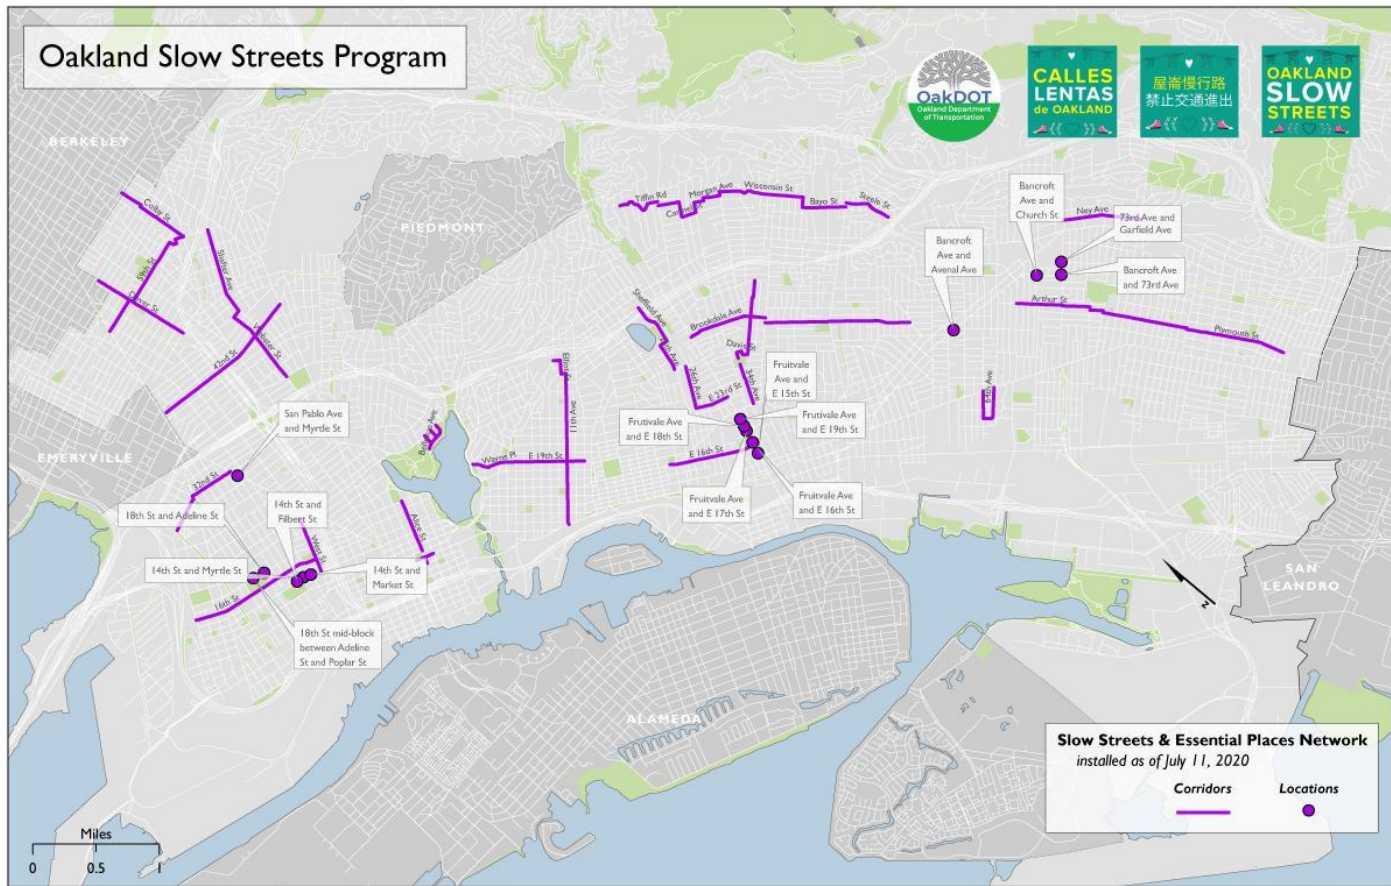 Oakland Slow Streets Program
OakDOT
Oakland Department
of Transportation
CALLES
LENTAS
de OAKLAND
屋崙慢行路
禁止交通進出
OAKLAND
SLOW
STREETS
BERKELEY
PIEDMONT
EMERYVILLE
ALAMEDA
SAN
LEANDRO
Colby St
59th St
Dover St
Shafter Ave
Webster St
42nd St
32nd St
San Pablo Ave
and Myrtle St
18th St and Adeline St
14th St and
Filbert St
14th St and Myrtle St
14th St and
Market St
West St
16th St
18th St mid-block
between Adeline
St and Poplar St
Alice St
Wayne Pl
E 19th St
11th Ave
Tiffin Rd
Morgan Ave
Wisconsin St
Bayo St
Steele St
Sheffield Ave
Brookdale Ave
Davis St
26th Ave
E 23rd St
34th Ave
Fruitvale
Ave and
E 15th St
Frutivale Ave
and E 18th St
Frutivale Ave
and E 19th St
E 16th St
Fruitvale Ave
and E 17th St
Fruitvale Ave
and E 16th St
Bancroft
Ave and
Avenal Ave
Bancroft
Ave and
Church St
Ney Ave
73rd Ave and
Garfield Ave
Bancroft Ave
and 73rd Ave
Arthur St
Plymouth St
64th Ave
N
Slow Streets & Essential Places Network
installed as of July 11, 2020
Corridors
Locations
Miles
0 0.5 1